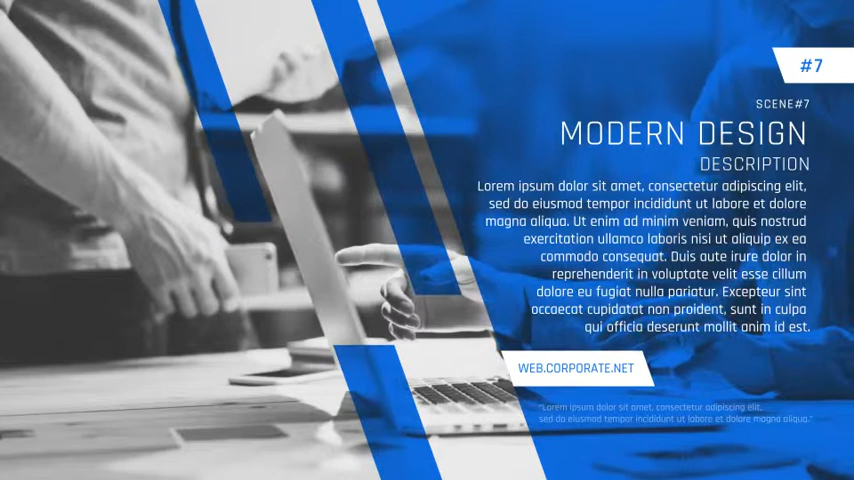 #7
SCENE#7
MODERN DESIGN
DESCRIPTION
Lorem ipsum dolor sit amet, consectetur adipiscing elit,
sed do eiusmod tempor incididunt ut labore et dolore
magna aliqua. Ut enim ad minim veniam, quis nostrud
exercitation ullamco laboris nisi ut aliquip ex ea
commodo consequat. Duis aute irure dolor in
reprehenderit in voluptate velit esse cillum
dolore eu fugiat nulla pariatur. Excepteur sint
occaecat cupidatat non proident, sunt in culpa
qui officia deserunt mollit anim id est.
WEB.CORPORATE.NET
"Lorem ipsum dolor sit amet, consectetur adipiscing elit,
sed do eiusmod tempor incididunt ut labore et dolore magna aliqua."